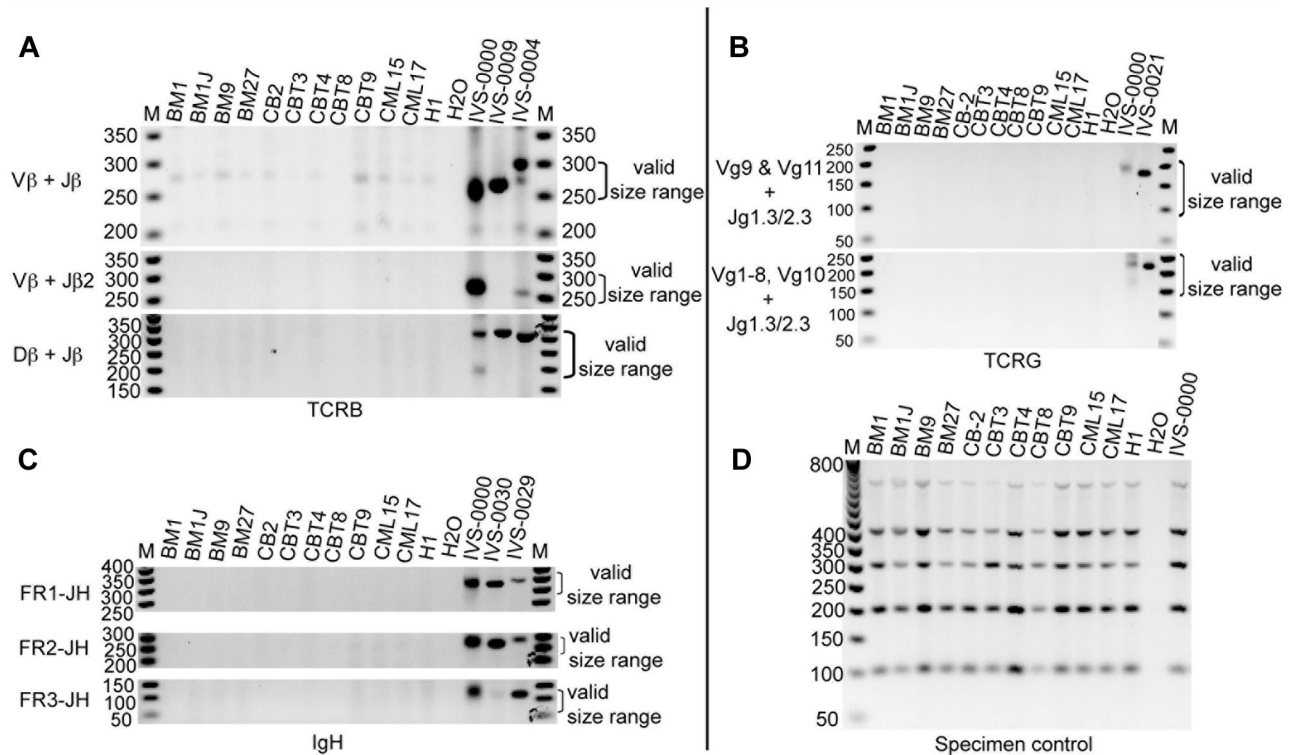 A
M BM1 BM1J BM9 BM27 CB2 CBT3 CBT4 CBT8 CBT9 CML15 CML17 H1 H2O IVS-0000 IVS-0009 IVS-0004 M
Vβ + Jβ
350 350
300 300
250 250
200 200
valid
size range
Vβ + Jβ2
350 350
300 300
250 250
valid
size range
Dβ + Jβ
350
300
250
200
150
valid
size range
TCRB
B
M BM1 BM1J BM9 BM27 CB-2 CBT3 CBT4 CBT8 CBT9 CML15 CML17 H1 H2O IVS-0000 IVS-0021 M
Vg9 & Vg11
+
Jg1.3/2.3
250
200
150
100
50
valid
size range
Vg1-8, Vg10
+
Jg1.3/2.3
250
200
150
100
50
valid
size range
TCRG
C
M BM1 BM1J BM9 BM27 CB2 CBT3 CBT4 CBT8 CBT9 CML15 CML17 H1 H2O IVS-0000 IVS-0030 IVS-0029 M
FR1-JH
400
350
300
250
valid
size range
FR2-JH
300
250
200
valid
size range
FR3-JH
150
100
50
valid
size range
IgH
D
M BM1 BM1J BM9 BM27 CB-2 CBT3 CBT4 CBT8 CBT9 CML15 CML17 H1 H2O IVS-0000
800
400
350
300
250
200
150
100
50
Specimen control